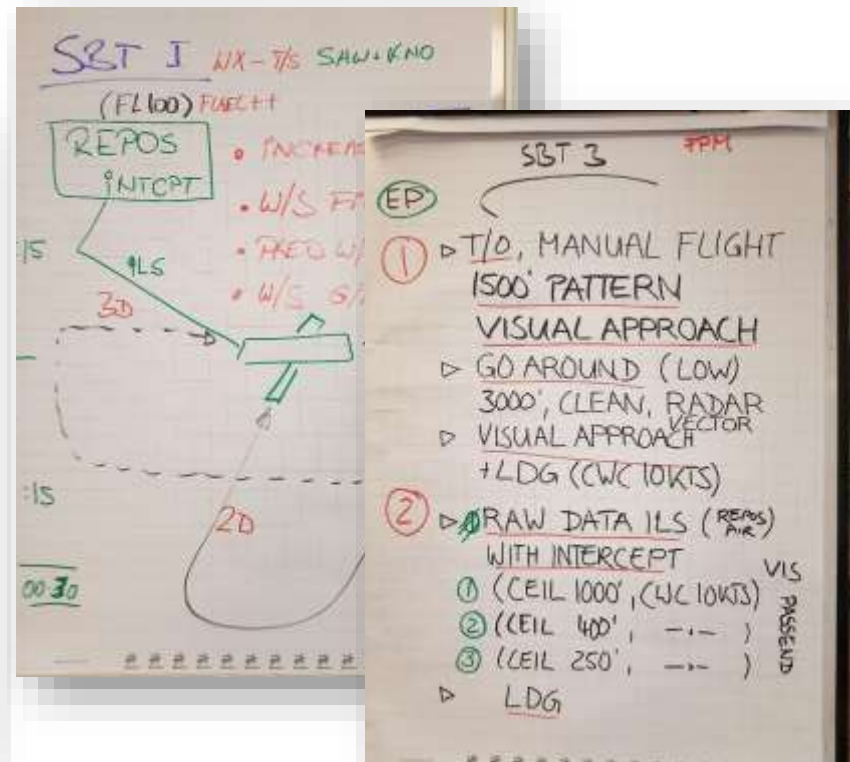 SBT I WX - T/S SAW + KNO
(FL100) FUEL++
REPOS
INTCPT
• INCREAS
• W/S
• PRED W/
• W/S G/
:15
ILS
3D
:15
2D
00:30
SBT 3 FPM
EP
① ▷ T/O, MANUAL FLIGHT
1500' PATTERN
VISUAL APPROACH
▷ GO AROUND (LOW)
3000', CLEAN, RADAR
VECTOR
▷ VISUAL APPROACH
+LDG (CWC 10KTS)
② ▷ RAW DATA ILS (REPOS AIR)
WITH INTERCEPT
① (CEIL 1000', CWC 10KTS)
② (CEIL 400', -·- )
③ (CEIL 250', -·- )
VIS PASSEND
▷ LDG